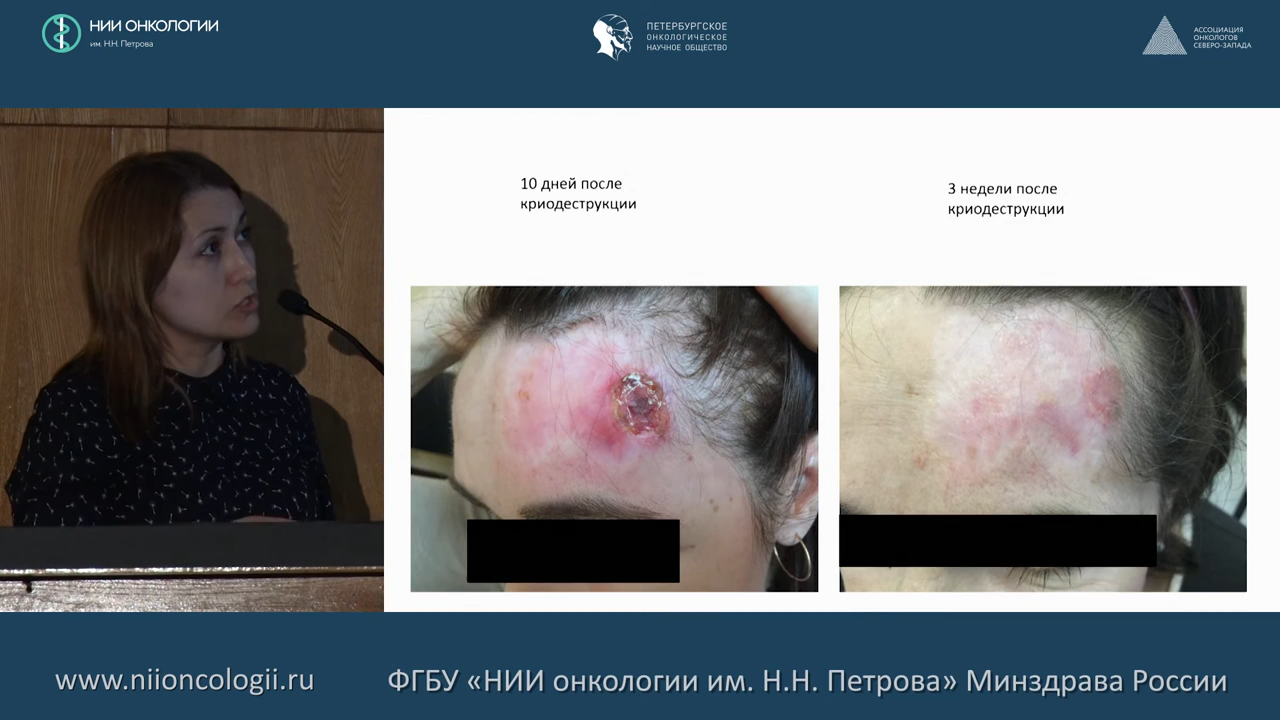 НИИ ОНКОЛОГИИ
им. Н.Н. Петрова
ПЕТЕРБУРГСКОЕ
ОНКОЛОГИЧЕСКОЕ
НАУЧНОЕ ОБЩЕСТВО
АССОЦИАЦИЯ
ОНКОЛОГОВ
СЕВЕРО-ЗАПАДА
10 дней после
криодеструкции
3 недели после
криодеструкции
www.niioncologii.ru
ФГБУ «НИИ онкологии им. Н.Н. Петрова» Минздрава России